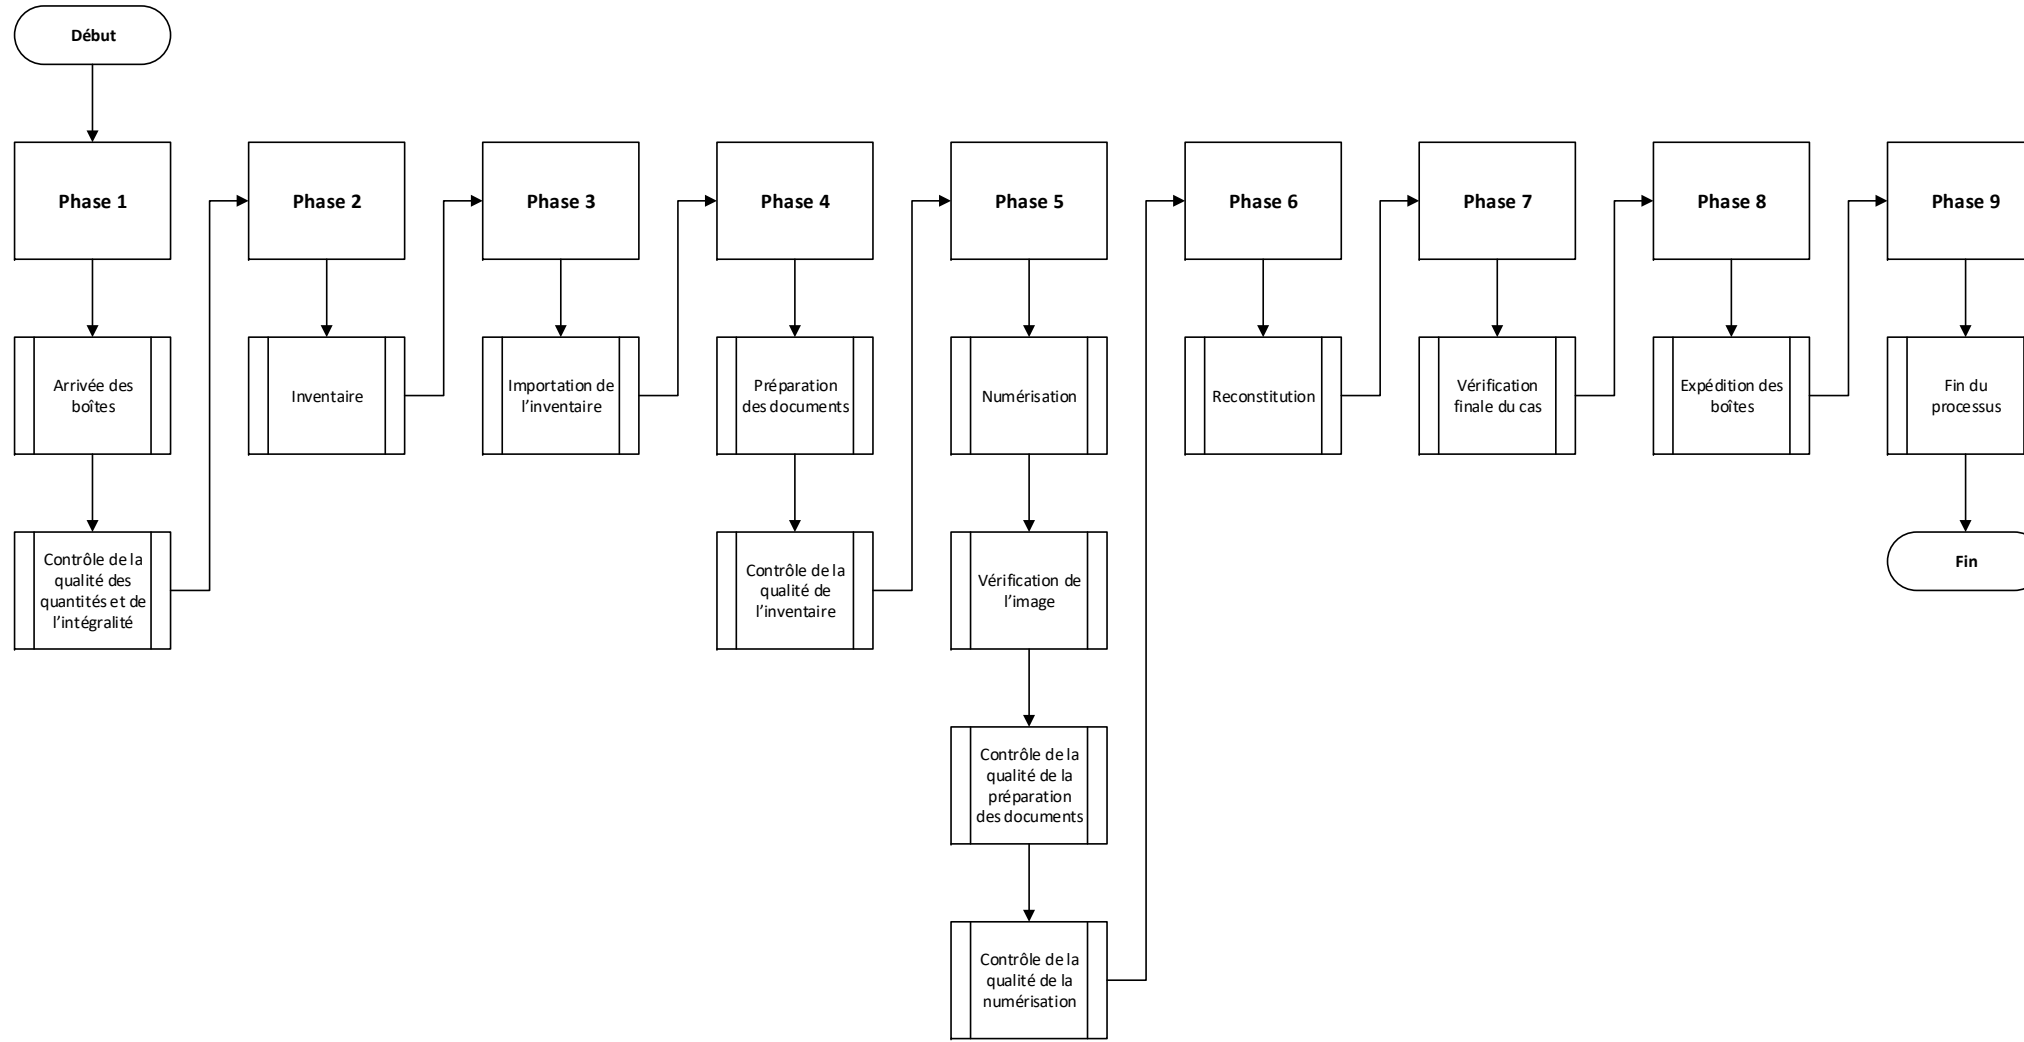 Début
Phase 1
Phase 2
Phase 3
Phase 4
Phase 5
Phase 6
Phase 7
Phase 8
Phase 9
Arrivée des
boîtes
Inventaire
Importation de
l’inventaire
Préparation
des documents
Numérisation
Reconstitution
Vérification
finale du cas
Expédition des
boîtes
Fin du
processus
Contrôle de la
qualité des
quantités et de
l’intégralité
Contrôle de la
qualité de
l’inventaire
Vérification de
l’image
Fin
Contrôle de la
qualité de la
préparation
des documents
Contrôle de la
qualité de la
numérisation